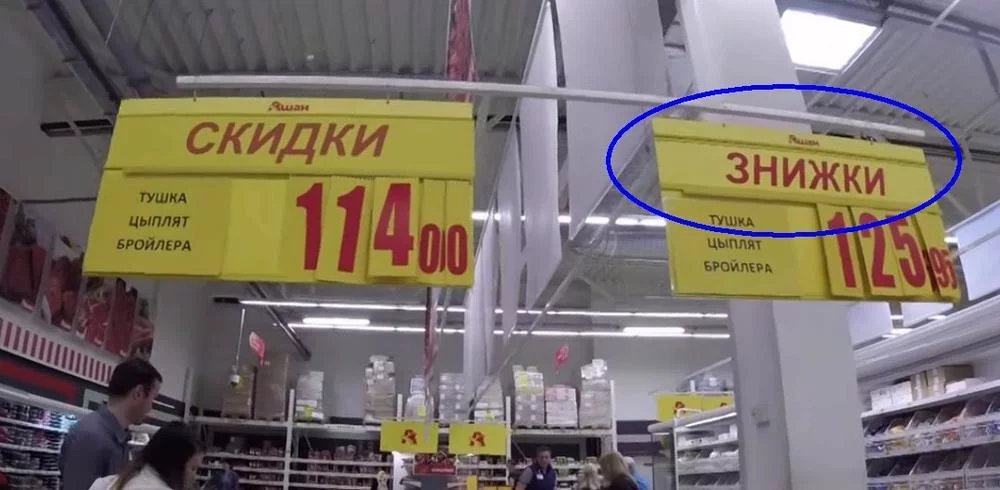 Ашан
СКИДКИ
ТУШКА
ЦЫПЛЯТ
БРОЙЛЕРА
114 00
Ашан
ЗНИЖКИ
ТУШКА
ЦЫПЛЯТ
БРОЙЛЕРА
125 95